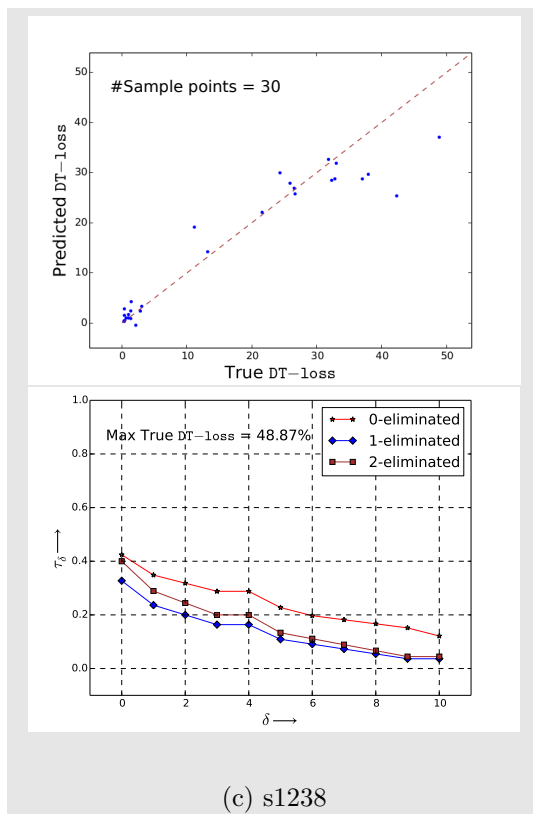 #Sample points = 30
Predicted DT−loss
50
40
30
20
10
0
0 10 20 30 40 50
True DT−loss
Max True DT−loss = 48.87%
0-eliminated
1-eliminated
2-eliminated
τδ ⟶
1.0
0.8
0.6
0.4
0.2
0.0
0 2 4 6 8 10
δ ⟶
(c) s1238